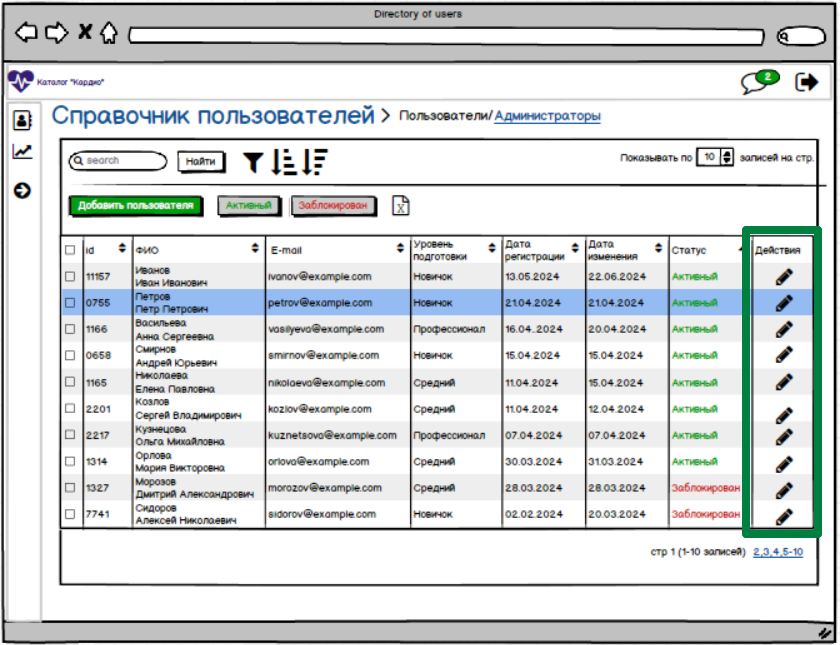 Directory of users
Каталог "Кардио"
2
Справочник пользователей > Пользователи/Администраторы
search Найти Показывать по 10 записей на стр.
Добавить пользователя Активный Заблокирован X
id ФИО E-mail Уровень подготовки Дата регистрации Дата изменения Статус Действия
11157 Иванов Иван Иванович ivanov@example.com Новичок 13.05.2024 22.06.2024 Активный
0755 Петров Петр Петрович petrov@example.com Новичок 21.04.2024 21.04.2024 Активный
1166 Васильева Анна Сергеевна vasilyeva@example.com Профессионал 16.04..2024 20.04.2024 Активный
0658 Смирнов Андрей Юрьевич smirnov@example.com Новичок 15.04.2024 15.04.2024 Активный
1165 Николаева Елена Павловна nikolaeva@example.com Средний 11.04.2024 15.04.2024 Активный
2201 Козлов Сергей Владимирович kozlov@example.com Средний 11.04.2024 12.04.2024 Активный
2217 Кузнецова Ольга Михайловна kuznetsova@example.com Профессионал 07.04.2024 07.04.2024 Активный
1314 Орлова Мария Викторовна orlova@example.com Средний 30.03.2024 31.03.2024 Активный
1327 Морозов Дмитрий Александрович morozov@example.com Средний 28.03.2024 28.03.2024 Заблокирован
7741 Сидоров Алексей Николаевич sidorov@example.com Новичок 02.02.2024 20.03.2024 Заблокирован
стр 1 (1-10 записей) 2,3,4,5-10